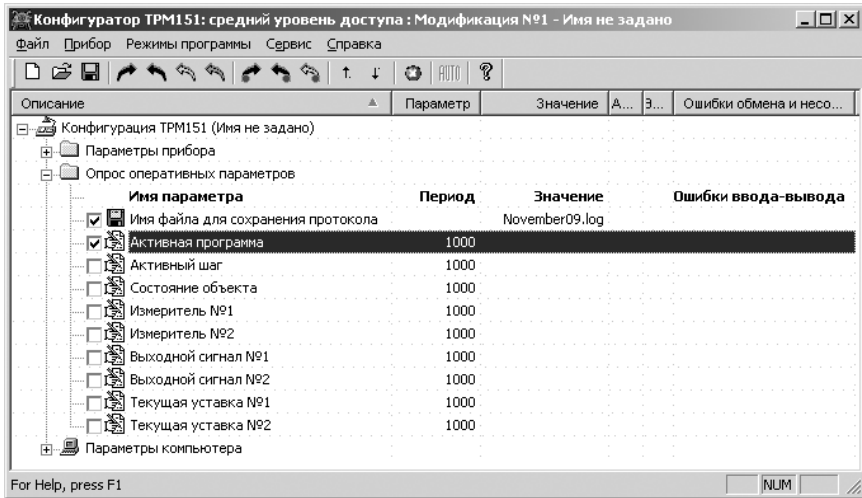 Конфигуратор ТРМ151: средний уровень доступа : Модификация №1 - Имя не задано
Файл Прибор Режимы программы Сервис Справка
AUTO
Описание Параметр Значение А... З... Ошибки обмена и несо...
Конфигурация ТРМ151 (Имя не задано)
Параметры прибора
Опрос оперативных параметров
Имя параметра Период Значение Ошибки ввода-вывода
Имя файла для сохранения протокола November09.log
Активная программа 1000
Активный шаг 1000
Состояние объекта 1000
Измеритель №1 1000
Измеритель №2 1000
Выходной сигнал №1 1000
Выходной сигнал №2 1000
Текущая уставка №1 1000
Текущая уставка №2 1000
Параметры компьютера
For Help, press F1 NUM